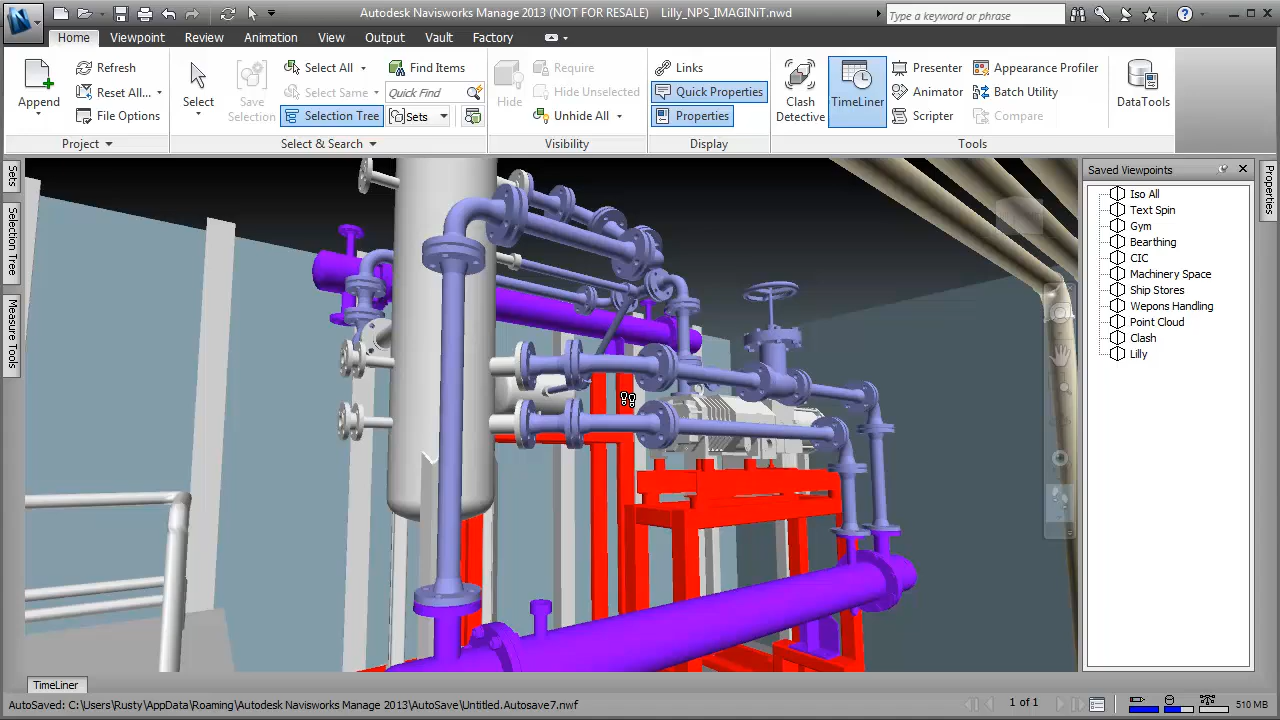 Autodesk Navisworks Manage 2013 (NOT FOR RESALE) Lilly_NPS_IMAGINiT.nwd
Type a keyword or phrase
Home Viewpoint Review Animation View Output Vault Factory
Append
Refresh
Reset All...
File Options
Project
Select
Save Selection
Select All
Select Same
Selection Tree
Find Items
Quick Find
Sets
Select & Search
Hide
Require
Hide Unselected
Unhide All
Visibility
Links
Quick Properties
Properties
Display
Clash Detective
TimeLiner
Presenter
Animator
Scripter
Appearance Profiler
Batch Utility
Compare
Tools
DataTools
Sets
Selection Tree
Measure Tools
Saved Viewpoints
Iso All
Text Spin
Gym
Bearthing
CIC
Machinery Space
Ship Stores
Wepons Handling
Point Cloud
Clash
Lilly
Properties
TimeLiner
AutoSaved: C:\Users\Rusty\AppData\Roaming\Autodesk Navisworks Manage 2013\AutoSave\Untitled.Autosave7.nwf
1 of 1
510 MB